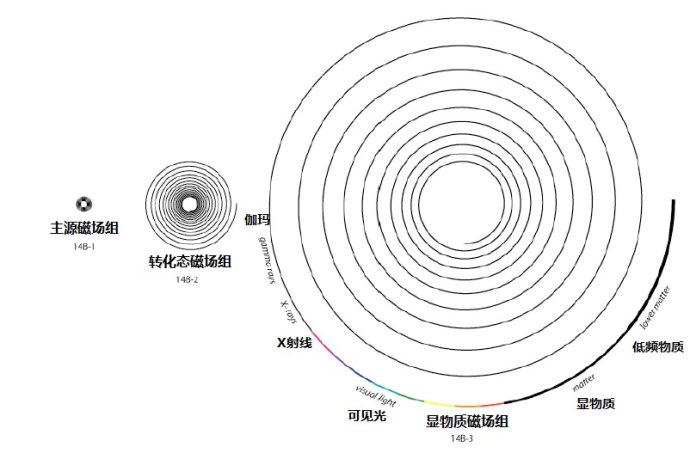 主源磁场组
14B-1
转化态磁场组
14B-2
伽玛
gamma rays
X-rays
X射线
visual light
可见光
显物质磁场组
14B-3
matter
显物质
lower matter
低频物质